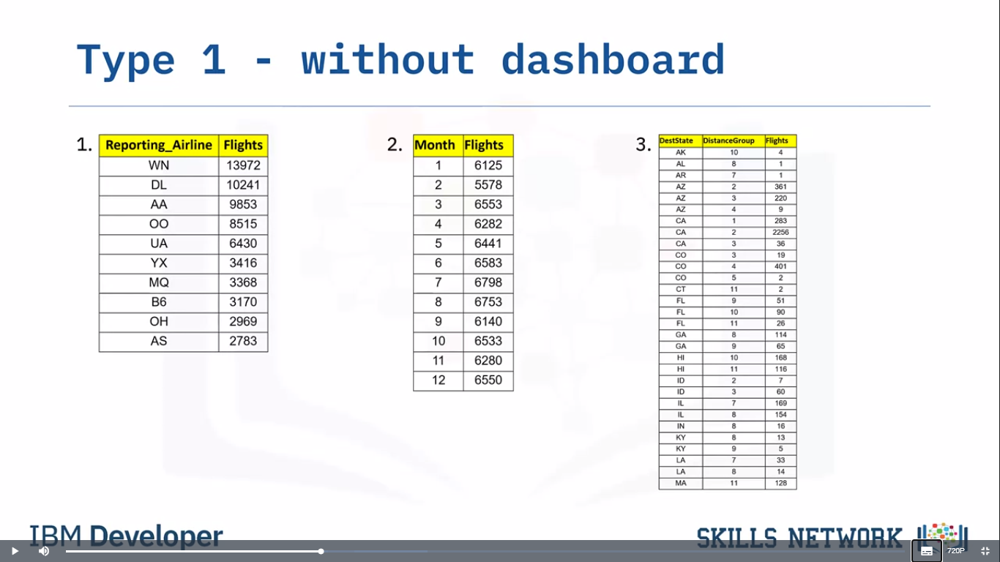 Type 1 - without dashboard
1.
Reporting_Airline Flights
WN 13972
DL 10241
AA 9853
OO 8515
UA 6430
YX 3416
MQ 3368
B6 3170
OH 2969
AS 2783
2.
Month Flights
1 6125
2 5578
3 6553
4 6282
5 6441
6 6583
7 6798
8 6753
9 6140
10 6533
11 6280
12 6550
3.
DestState DistanceGroup Flights
AK 10 4
AL 8 1
AR 7 1
AZ 2 361
AZ 3 220
AZ 4 9
CA 1 283
CA 2 2256
CA 3 36
CO 3 19
CO 4 401
CO 5 2
CT 11 2
FL 9 51
FL 10 90
FL 11 26
GA 8 114
GA 9 65
HI 10 168
HI 11 116
ID 2 7
ID 3 60
IL 7 169
IL 8 154
IN 8 16
KY 8 13
KY 9 5
LA 7 33
LA 8 14
MA 11 128
IBM Developer
SKILLS NETWORK
720P